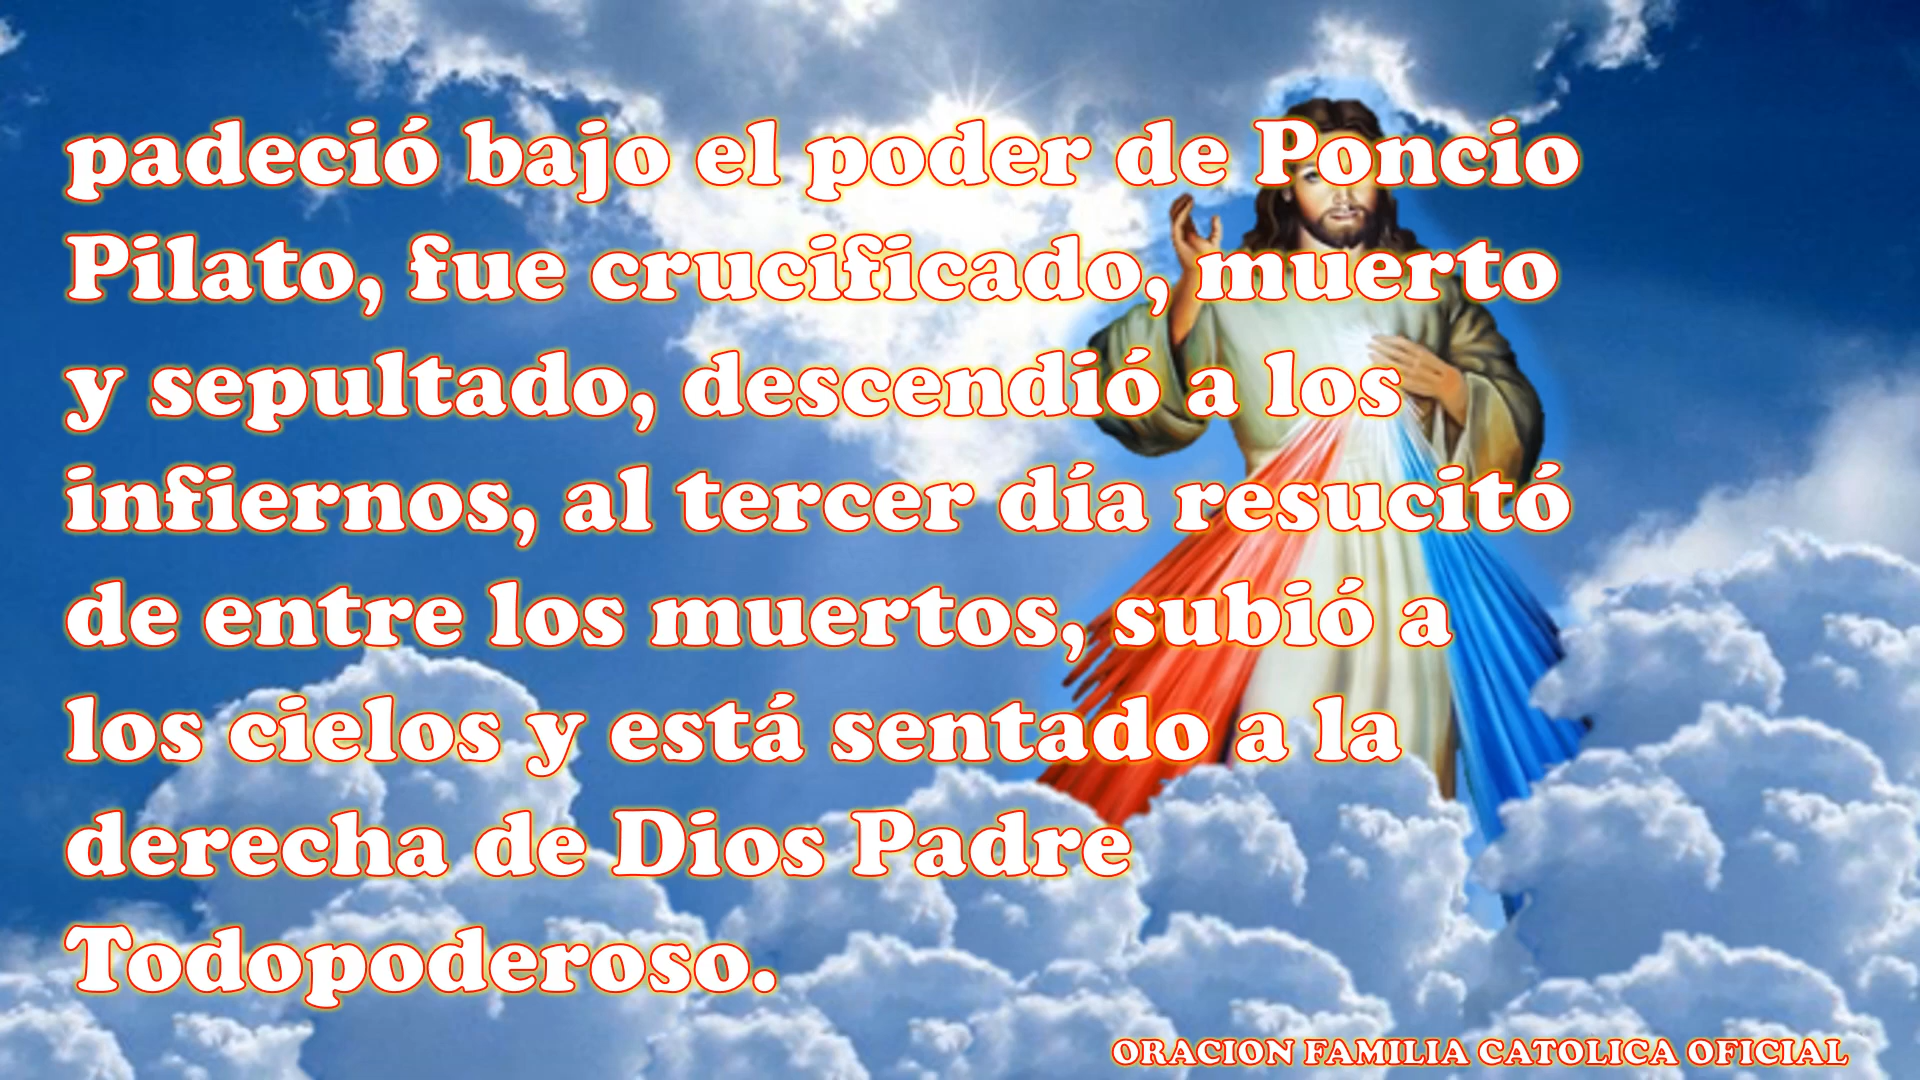 padeció bajo el poder de Poncio
Pilato, fue crucificado, muerto
y sepultado, descendió a los
infiernos, al tercer día resucitó
de entre los muertos, subió a
los cielos y está sentado a la
derecha de Dios Padre
Todopoderoso.
ORACION FAMILIA CATOLICA OFICIAL